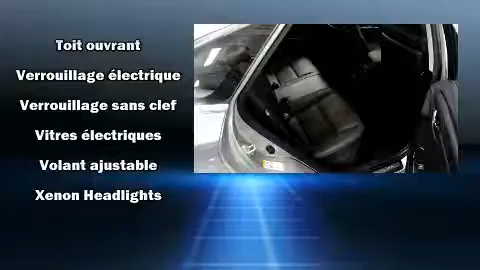 Toit ouvrant
Verrouillage électrique
Verrouillage sans clef
Vitres électriques
Volant ajustable
Xenon Headlights